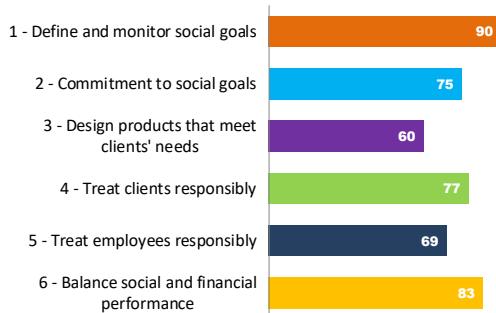 1 - Define and monitor social goals
90
2 - Commitment to social goals
75
3 - Design products that meet
clients' needs
60
4 - Treat clients responsibly
77
5 - Treat employees responsibly
69
6 - Balance social and financial
performance
83